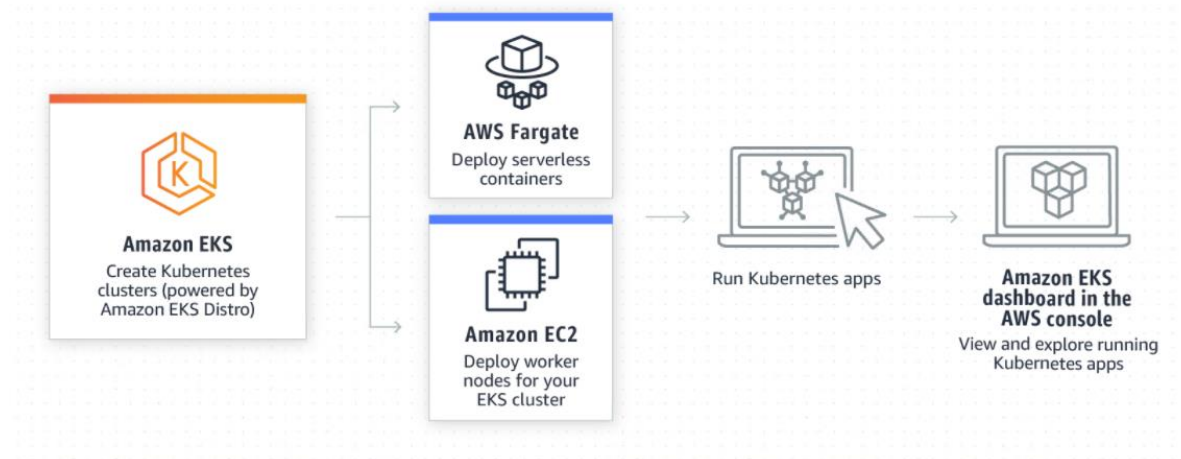 K
Amazon EKS
Create Kubernetes
clusters (powered by
Amazon EKS Distro)
AWS Fargate
Deploy serverless
containers
Amazon EC2
Deploy worker
nodes for your
EKS cluster
Run Kubernetes apps
Amazon EKS
dashboard in the
AWS console
View and explore running
Kubernetes apps